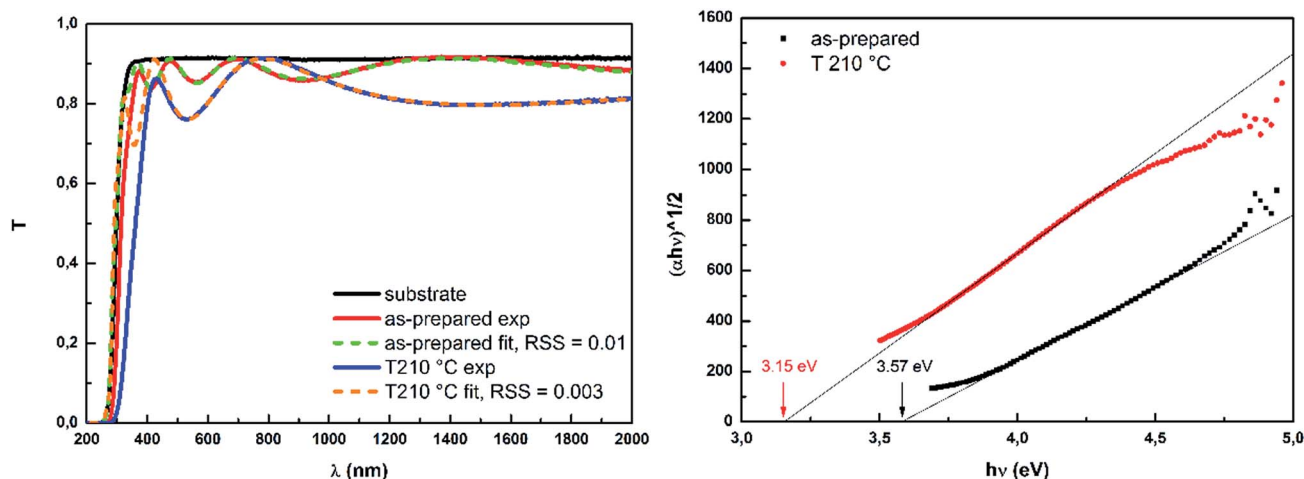 1,0
0,8
0,6
0,4
0,2
0,0
T
substrate
as-prepared exp
as-prepared fit, RSS = 0.01
T210 °C exp
T210 °C fit, RSS = 0.003
200 400 600 800 1000 1200 1400 1600 1800 2000
λ (nm)
1600
1400
1200
1000
800
600
400
200
0
(αhν)^1/2
as-prepared
T 210 °C
3.15 eV
3.57 eV
3,0 3,5 4,0 4,5 5,0
hν (eV)